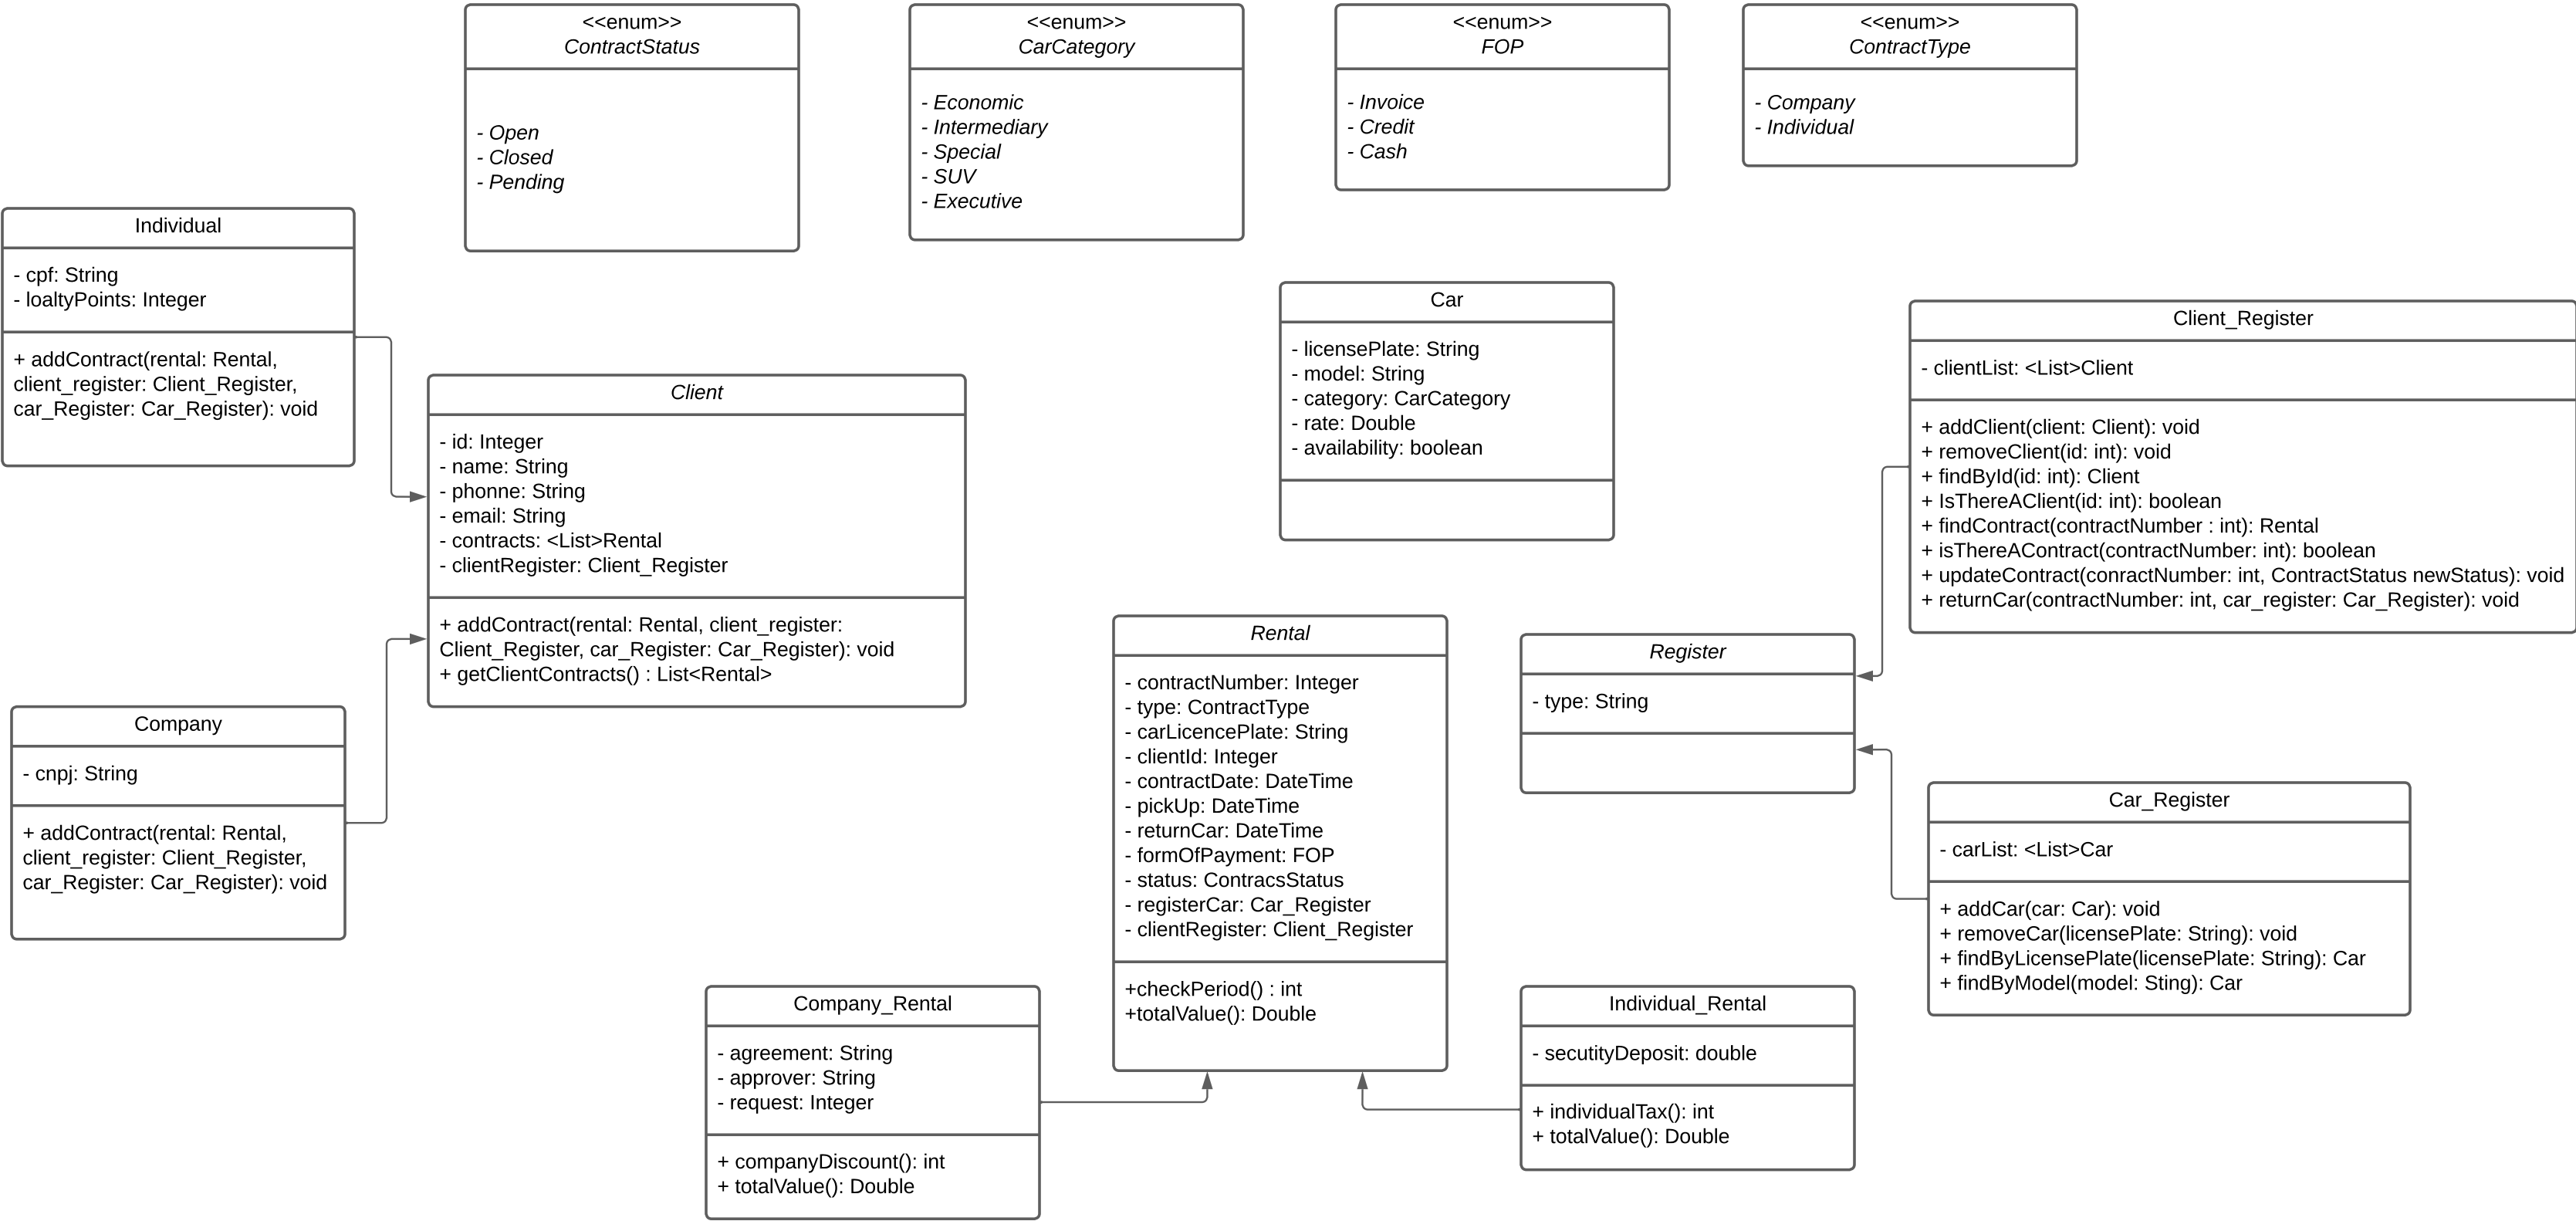 <<enum>>
ContractStatus
- Open
- Closed
- Pending
<<enum>>
CarCategory
- Economic
- Intermediary
- Special
- SUV
- Executive
<<enum>>
FOP
- Invoice
- Credit
- Cash
<<enum>>
ContractType
- Company
- Individual
Individual
- cpf: String
- loaltyPoints: Integer
+ addContract(rental: Rental,
client_register: Client_Register,
car_Register: Car_Register): void
Client
- id: Integer
- name: String
- phonne: String
- email: String
- contracts: <List>Rental
- clientRegister: Client_Register
+ addContract(rental: Rental, client_register:
Client_Register, car_Register: Car_Register): void
+ getClientContracts() : List<Rental>
Company
- cnpj: String
+ addContract(rental: Rental,
client_register: Client_Register,
car_Register: Car_Register): void
Car
- licensePlate: String
- model: String
- category: CarCategory
- rate: Double
- availability: boolean
Client_Register
- clientList: <List>Client
+ addClient(client: Client): void
+ removeClient(id: int): void
+ findById(id: int): Client
+ IsThereAClient(id: int): boolean
+ findContract(contractNumber : int): Rental
+ isThereAContract(contractNumber: int): boolean
+ updateContract(conractNumber: int, ContractStatus newStatus): void
+ returnCar(contractNumber: int, car_register: Car_Register): void
Rental
- contractNumber: Integer
- type: ContractType
- carLicencePlate: String
- clientId: Integer
- contractDate: DateTime
- pickUp: DateTime
- returnCar: DateTime
- formOfPayment: FOP
- status: ContracsStatus
- registerCar: Car_Register
- clientRegister: Client_Register
+checkPeriod() : int
+totalValue(): Double
Register
- type: String
Car_Register
- carList: <List>Car
+ addCar(car: Car): void
+ removeCar(licensePlate: String): void
+ findByLicensePlate(licensePlate: String): Car
+ findByModel(model: Sting): Car
Company_Rental
- agreement: String
- approver: String
- request: Integer
+ companyDiscount(): int
+ totalValue(): Double
Individual_Rental
- secutityDeposit: double
+ individualTax(): int
+ totalValue(): Double